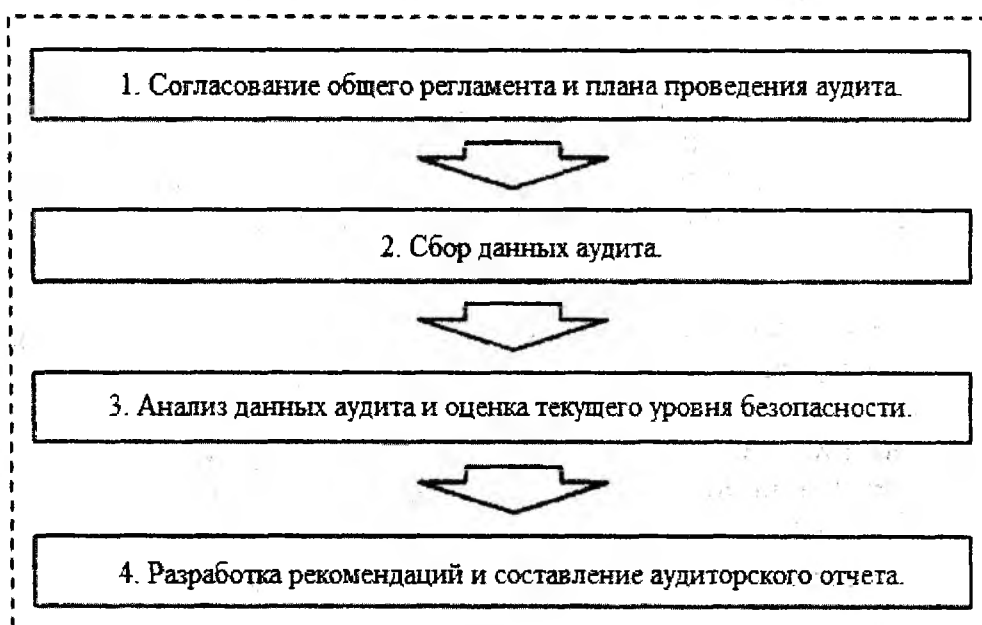 1. Согласование общего регламента и плана проведения аудита.
2. Сбор данных аудита.
3. Анализ данных аудита и оценка текущего уровня безопасности.
4. Разработка рекомендаций и составление аудиторского отчета.